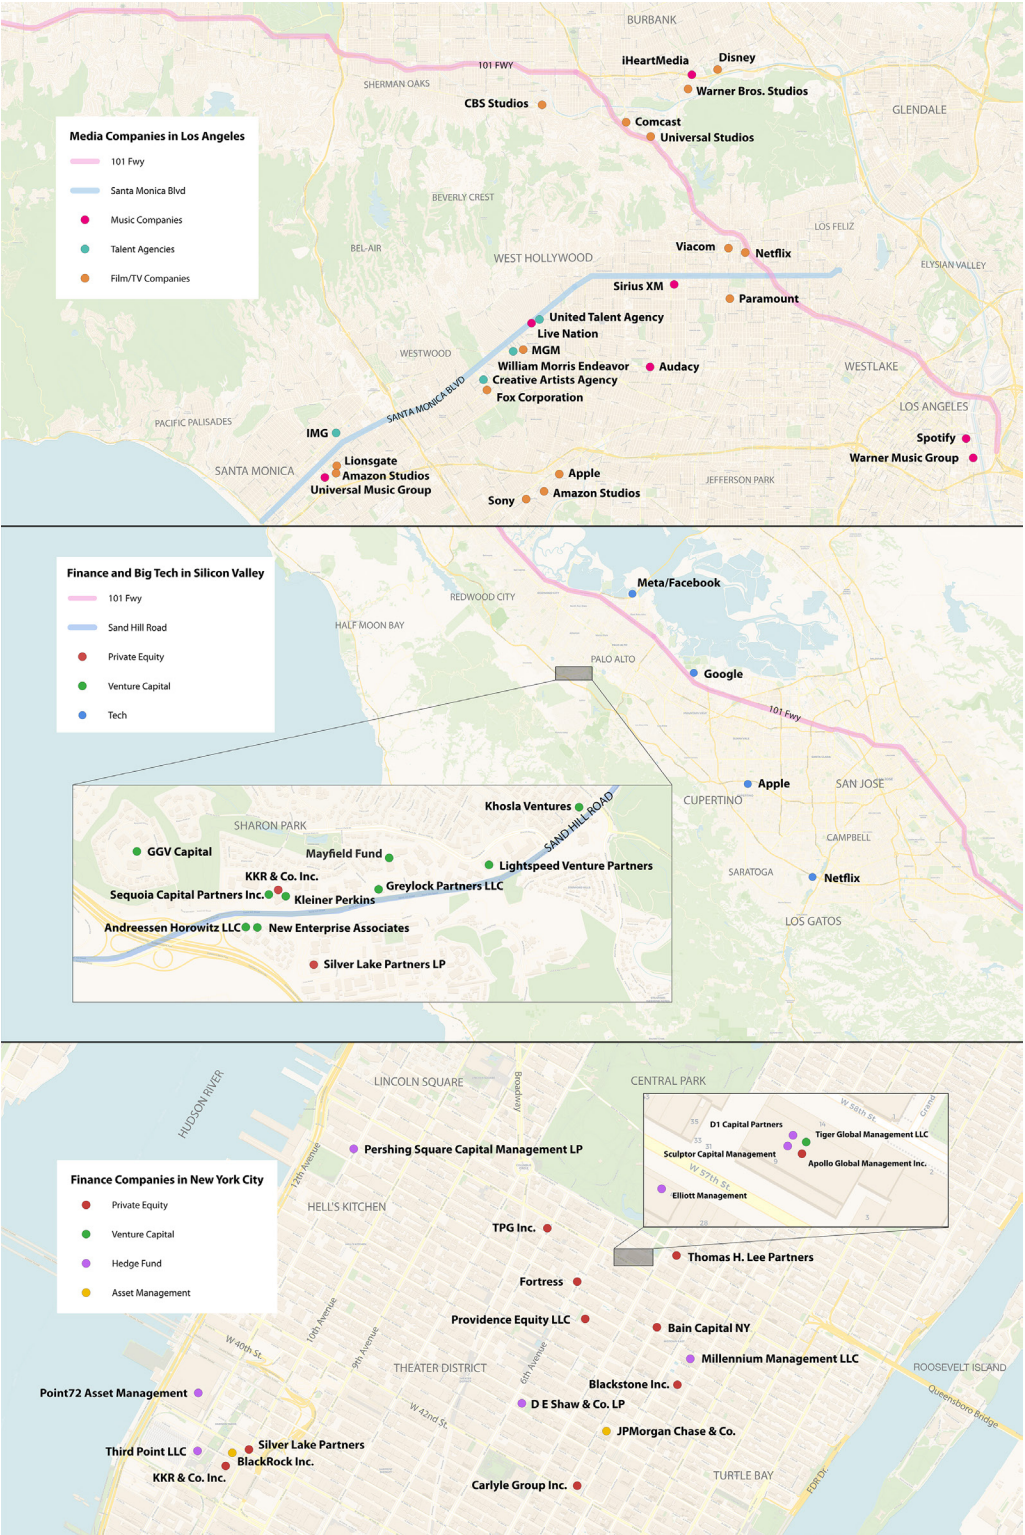 BURBANK
iHeartMedia
Disney
101 FWY
SHERMAN OAKS
Warner Bros. Studios
CBS Studios
GLENDALE
Comcast
Universal Studios
Media Companies in Los Angeles
101 Fwy
Santa Monica Blvd
Music Companies
Talent Agencies
Film/TV Companies
BEVERLY CREST
LOS FELIZ
BEL-AIR
Viacom
Netflix
WEST HOLLYWOOD
ELYSIAN VALLEY
Sirius XM
Paramount
United Talent Agency
Live Nation
MGM
WESTWOOD
William Morris Endeavor
Audacy
WESTLAKE
Creative Artists Agency
SANTA MONICA BLVD
Fox Corporation
LOS ANGELES
PACIFIC PALISADES
IMG
Spotify
Lionsgate
Warner Music Group
SANTA MONICA
Amazon Studios
Apple
JEFFERSON PARK
Universal Music Group
Sony
Amazon Studios
Finance and Big Tech in Silicon Valley
101 Fwy
Sand Hill Road
Private Equity
Venture Capital
Tech
Meta/Facebook
REDWOOD CITY
HALF MOON BAY
PALO ALTO
Google
101 Fwy
Apple
SAN JOSE
CUPERTINO
CAMPBELL
SARATOGA
Netflix
LOS GATOS
Khosla Ventures
SAND HILL ROAD
SHARON PARK
GGV Capital
Mayfield Fund
Lightspeed Venture Partners
KKR & Co. Inc.
Greylock Partners LLC
Sequoia Capital Partners Inc.
Kleiner Perkins
Andreessen Horowitz LLC
New Enterprise Associates
Silver Lake Partners LP
HUDSON RIVER
LINCOLN SQUARE
Broadway
CENTRAL PARK
Pershing Square Capital Management LP
12th Avenue
Finance Companies in New York City
Private Equity
Venture Capital
Hedge Fund
Asset Management
W 58th St.
Grand
35
33
31
14
1
D1 Capital Partners
Tiger Global Management LLC
Sculptor Capital Management
9
Apollo Global Management Inc.
2
W 57th St.
Elliott Management
28
3
HELL'S KITCHEN
TPG Inc.
Thomas H. Lee Partners
Fortress
10th Avenue
Providence Equity LLC
Bain Capital NY
W 40th St.
9th Avenue
6th Avenue
Millennium Management LLC
THEATER DISTRICT
ROOSEVELT ISLAND
Blackstone Inc.
Point72 Asset Management
Queensboro Bridge
D E Shaw & Co. LP
W 42nd St.
JPMorgan Chase & Co.
Third Point LLC
Silver Lake Partners
BlackRock Inc.
KKR & Co. Inc.
TURTLE BAY
Carlyle Group Inc.
FDR Dr.